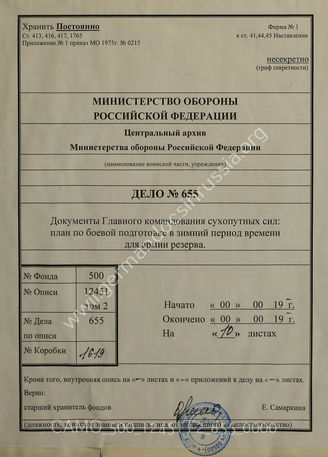 Хранить Постоянно
Форма № 1
Ст. 413, 416, 417, 1765
к ст. 41,44,45 Наставления
Приложение № 1 приказ МО 1975г. № 0215
несекретно
(гриф секретности)
МИНИСТЕРСТВО ОБОРОНЫ
РОССИЙСКОЙ ФЕДЕРАЦИИ
Центральный архив
Министерства обороны Российской Федерации
(наименование воинской части, учреждения)
ДЕЛО № 655
Документы Главного командования сухопутных сил:
план по боевой подготовке в зимний период времени
для армии резерва.
№ Фонда 500
№ Описи 12451
том 2
№ Дела 655
по описи
№ Коробки 1619
Начато « 00 » 00 19 – г.
Окончено « 00 » 00 19 – г.
На « 10 » листах
Кроме того, внутренняя опись на «–» листах и «–» приложений к делу на «–» листах.
Верно:
старший хранитель фондов
Е. Самаркина
www.germandocsinrussia.org